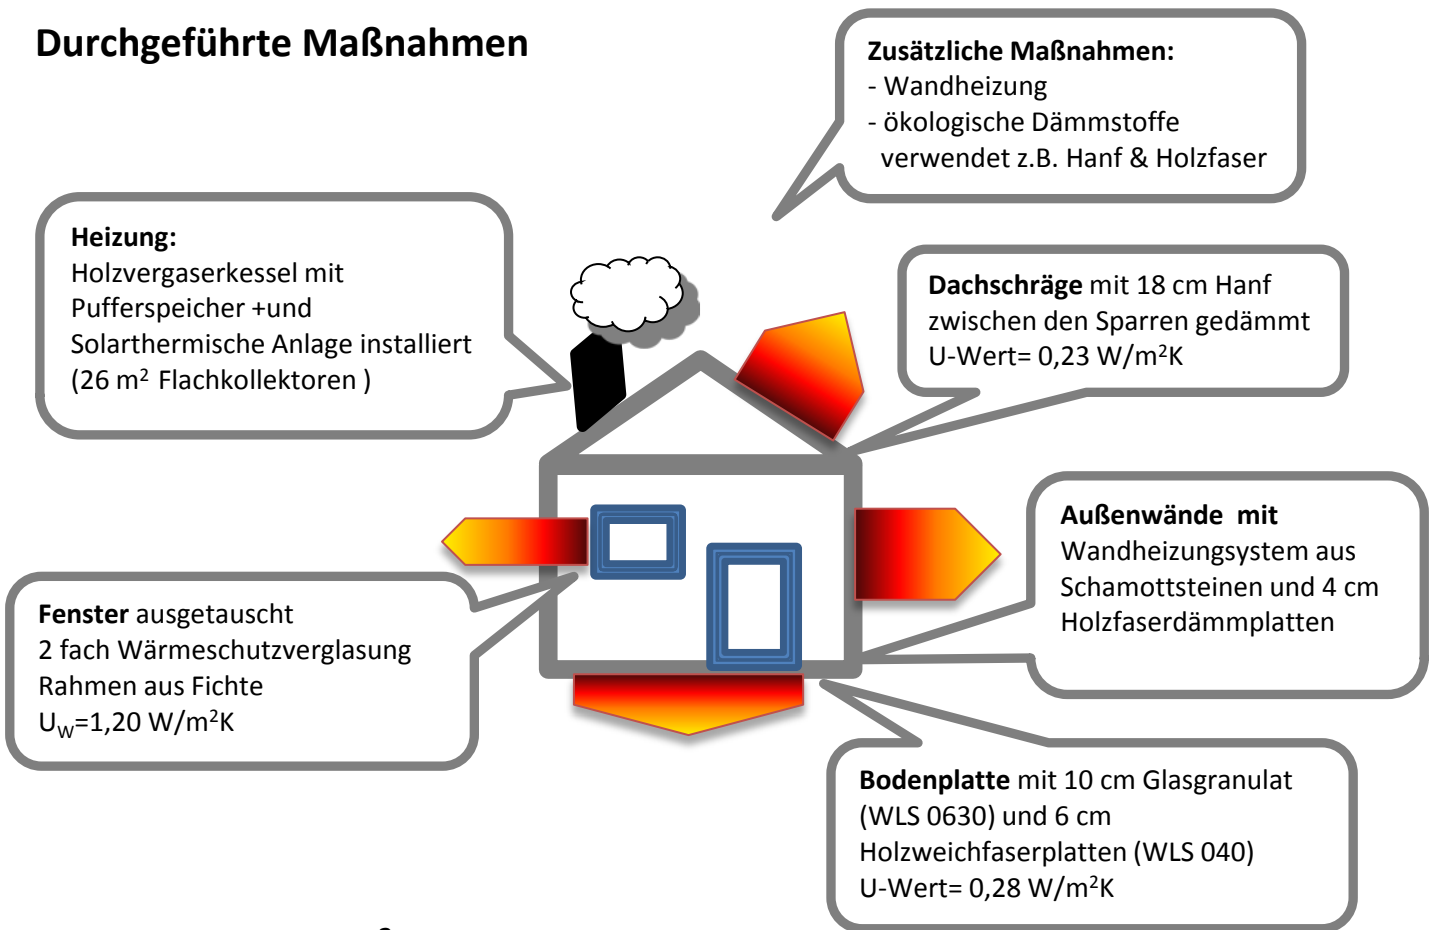 Durchgeführte Maßnahmen
Zusätzliche Maßnahmen:
- Wandheizung
- ökologische Dämmstoffe
verwendet z.B. Hanf & Holzfaser
Heizung:
Holzvergaserkessel mit
Pufferspeicher +und
Solarthermische Anlage installiert
(26 m² Flachkollektoren )
Dachschräge mit 18 cm Hanf
zwischen den Sparren gedämmt
U-Wert= 0,23 W/m²K
Außenwände mit
Wandheizungsystem aus
Schamottsteinen und 4 cm
Holzfaserdämmplatten
Fenster ausgetauscht
2 fach Wärmeschutzverglasung
Rahmen aus Fichte
U_W=1,20 W/m²K
Bodenplatte mit 10 cm Glasgranulat
(WLS 0630) und 6 cm
Holzweichfaserplatten (WLS 040)
U-Wert= 0,28 W/m²K